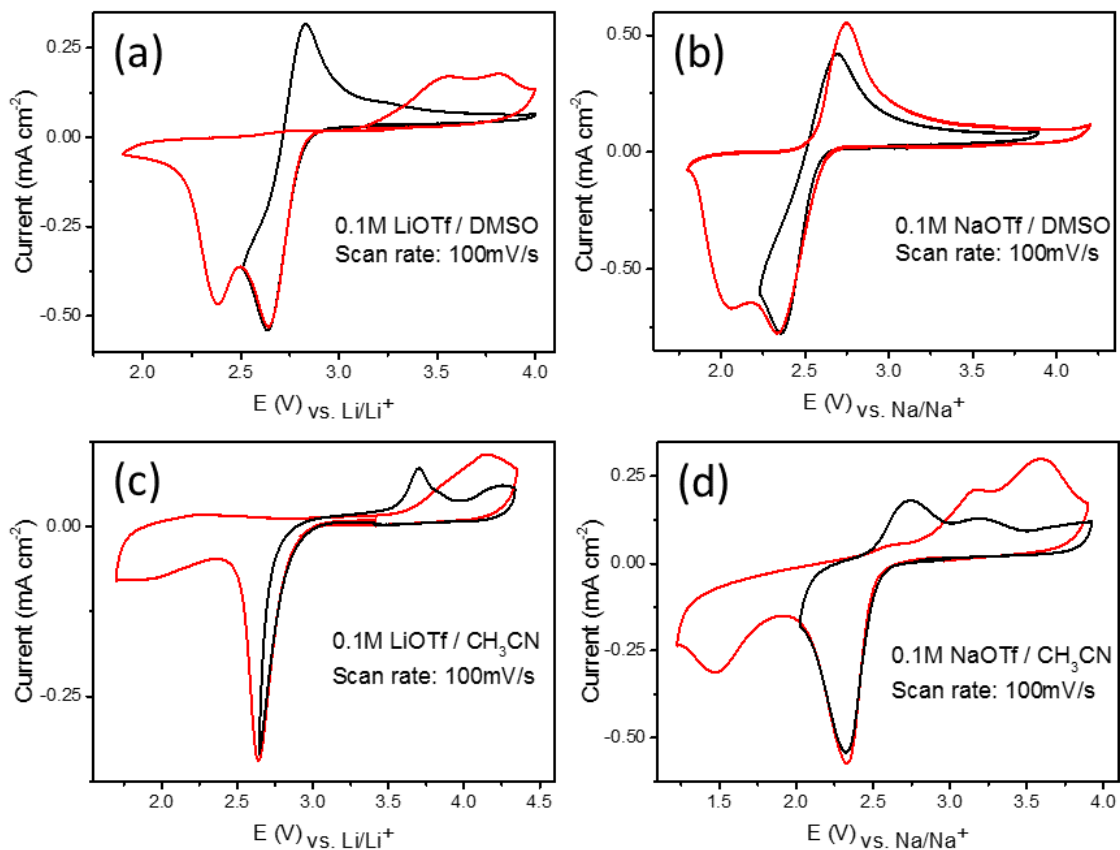 (a)
0.25
0.00
-0.25
-0.50
Current (mA cm⁻²)
0.1M LiOTf / DMSO
Scan rate: 100mV/s
2.0 2.5 3.0 3.5 4.0
E (V) vs. Li/Li⁺
(b)
0.50
0.00
-0.50
Current (mA cm⁻²)
0.1M NaOTf / DMSO
Scan rate: 100mV/s
2.0 2.5 3.0 3.5 4.0
E (V) vs. Na/Na⁺
(c)
0.00
-0.25
Current (mA cm⁻²)
0.1M LiOTf / CH₃CN
Scan rate: 100mV/s
2.0 2.5 3.0 3.5 4.0 4.5
E (V) vs. Li/Li⁺
(d)
0.25
0.00
-0.25
-0.50
Current (mA cm⁻²)
0.1M NaOTf / CH₃CN
Scan rate: 100mV/s
1.5 2.0 2.5 3.0 3.5 4.0
E (V) vs. Na/Na⁺